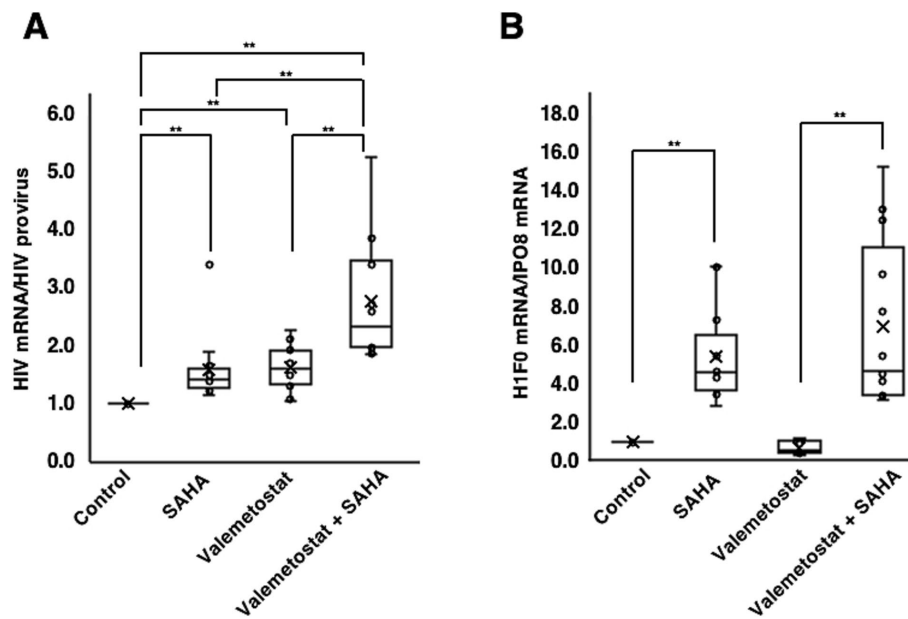 A
**
**
**
**
**
HIV mRNA/HIV provirus
6.0
5.0
4.0
3.0
2.0
1.0
0.0
Control
SAHA
Valemetostat
Valemetostat + SAHA
B
**
**
H1F0 mRNA/IPO8 mRNA
18.0
16.0
14.0
12.0
10.0
8.0
6.0
4.0
2.0
0.0
Control
SAHA
Valemetostat
Valemetostat + SAHA